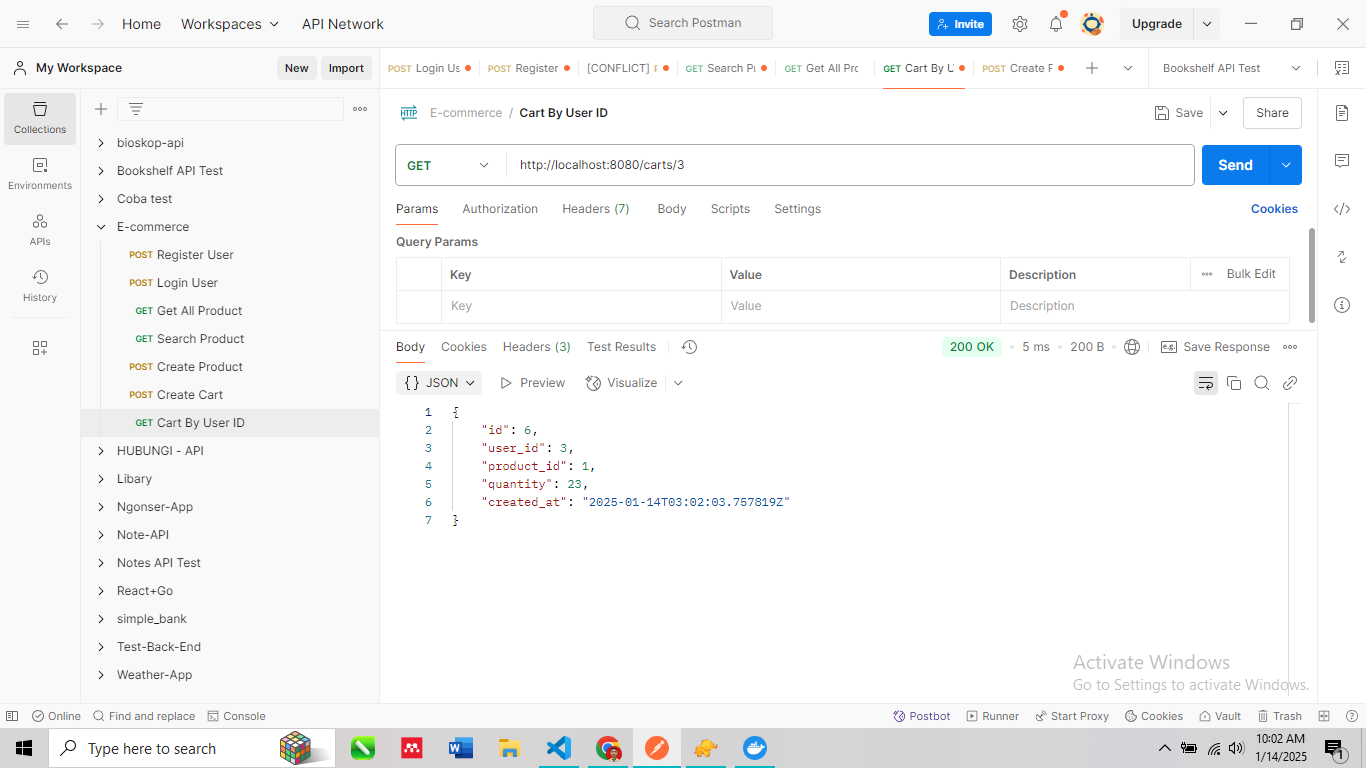 Home Workspaces API Network Search Postman Invite Upgrade
My Workspace New Import POST Login Us POST Register [CONFLICT] GET Search Pr GET Get All Pro GET Cart By U POST Create P Bookshelf API Test
Collections
Environments
APIs
History
bioskop-api
Bookshelf API Test
Coba test
E-commerce
POST Register User
POST Login User
GET Get All Product
GET Search Product
POST Create Product
POST Create Cart
GET Cart By User ID
HUBUNGI - API
Libary
Ngonser-App
Note-API
Notes API Test
React+Go
simple_bank
Test-Back-End
Weather-App
HTTP E-commerce / Cart By User ID Save Share
GET http://localhost:8080/carts/3 Send
Params Authorization Headers (7) Body Scripts Settings Cookies
Query Params
Key Value Description Bulk Edit
Key Value Description
Body Cookies Headers (3) Test Results 200 OK 5 ms 200 B e.g. Save Response
{} JSON Preview Visualize
1 {
2 "id": 6,
3 "user_id": 3,
4 "product_id": 1,
5 "quantity": 23,
6 "created_at": "2025-01-14T03:02:03.757819Z"
7 }
Activate Windows
Go to Settings to activate Windows.
Online Find and replace Console Postbot Runner Start Proxy Cookies Vault Trash
Type here to search
10:02 AM
1/14/2025
1